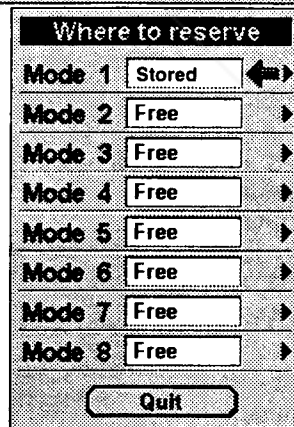 Where to reserve
Mode 1 Stored
Mode 2 Free
Mode 3 Free
Mode 4 Free
Mode 5 Free
Mode 6 Free
Mode 7 Free
Mode 8 Free
Quit